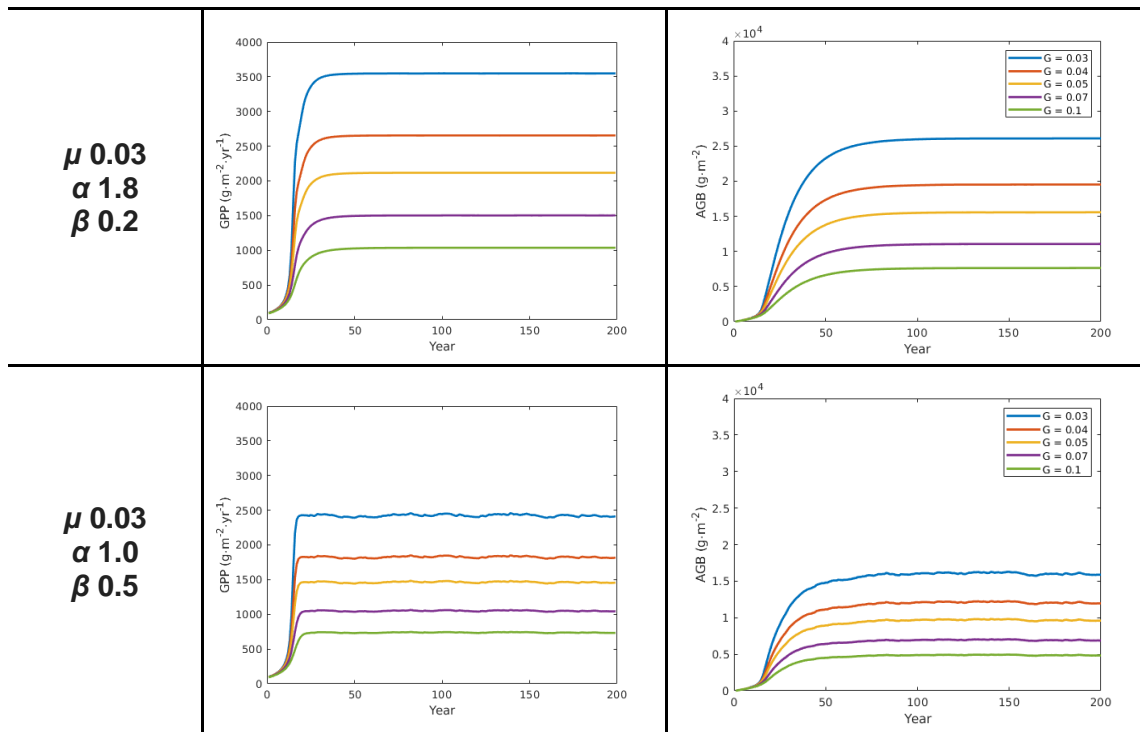 μ 0.03
α 1.8
β 0.2
4000
3500
3000
2500
2000
1500
1000
500
0
GPP (g·m⁻²·yr⁻¹)
0 50 100 150 200
Year
×10⁴
4
3.5
3
2.5
2
1.5
1
0.5
0
AGB (g·m⁻²)
G = 0.03
G = 0.04
G = 0.05
G = 0.07
G = 0.1
0 50 100 150 200
Year
μ 0.03
α 1.0
β 0.5
4000
3500
3000
2500
2000
1500
1000
500
0
GPP (g·m⁻²·yr⁻¹)
0 50 100 150 200
Year
×10⁴
4
3.5
3
2.5
2
1.5
1
0.5
0
AGB (g·m⁻²)
G = 0.03
G = 0.04
G = 0.05
G = 0.07
G = 0.1
0 50 100 150 200
Year